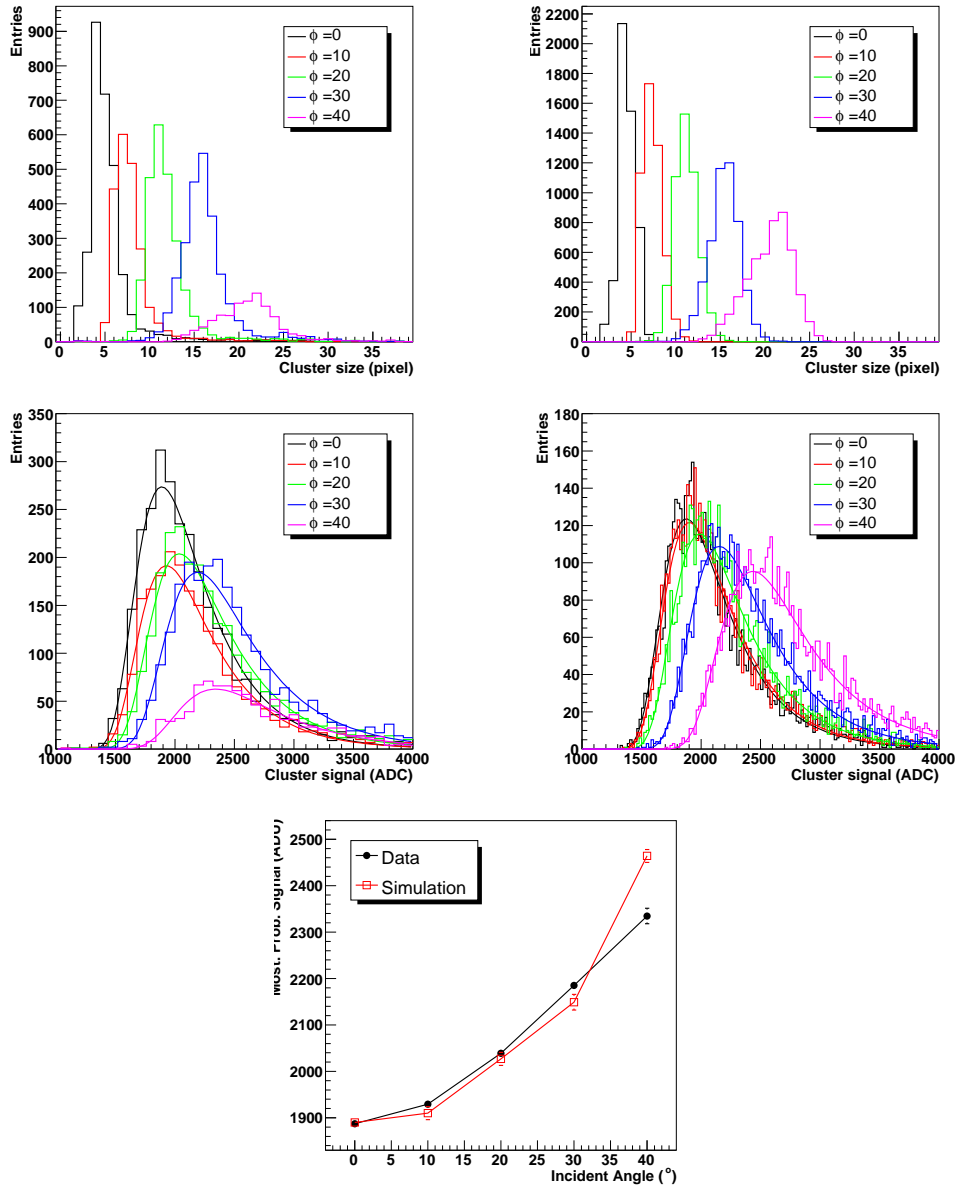 Entries
900
800
700
600
500
400
300
200
100
0
0 5 10 15 20 25 30 35
Cluster size (pixel)
ϕ =0
ϕ =10
ϕ =20
ϕ =30
ϕ =40
Entries
2200
2000
1800
1600
1400
1200
1000
800
600
400
200
0
0 5 10 15 20 25 30 35
Cluster size (pixel)
ϕ =0
ϕ =10
ϕ =20
ϕ =30
ϕ =40
Entries
350
300
250
200
150
100
50
0
1000 1500 2000 2500 3000 3500 4000
Cluster signal (ADC)
ϕ =0
ϕ =10
ϕ =20
ϕ =30
ϕ =40
Entries
180
160
140
120
100
80
60
40
20
0
1000 1500 2000 2500 3000 3500 4000
Cluster signal (ADC)
ϕ =0
ϕ =10
ϕ =20
ϕ =30
ϕ =40
Most. Prob. Signal (ADU)
2500
2400
2300
2200
2100
2000
1900
0 5 10 15 20 25 30 35 40
Incident Angle (°)
Data
Simulation